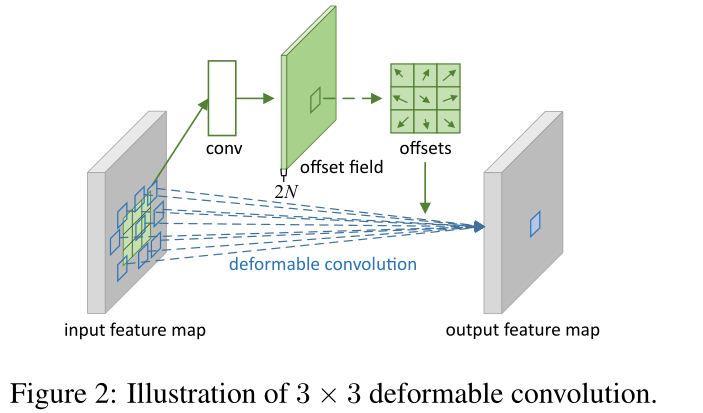 conv
offset field
offsets
2N
deformable convolution
input feature map
output feature map
Figure 2: Illustration of 3 × 3 deformable convolution.